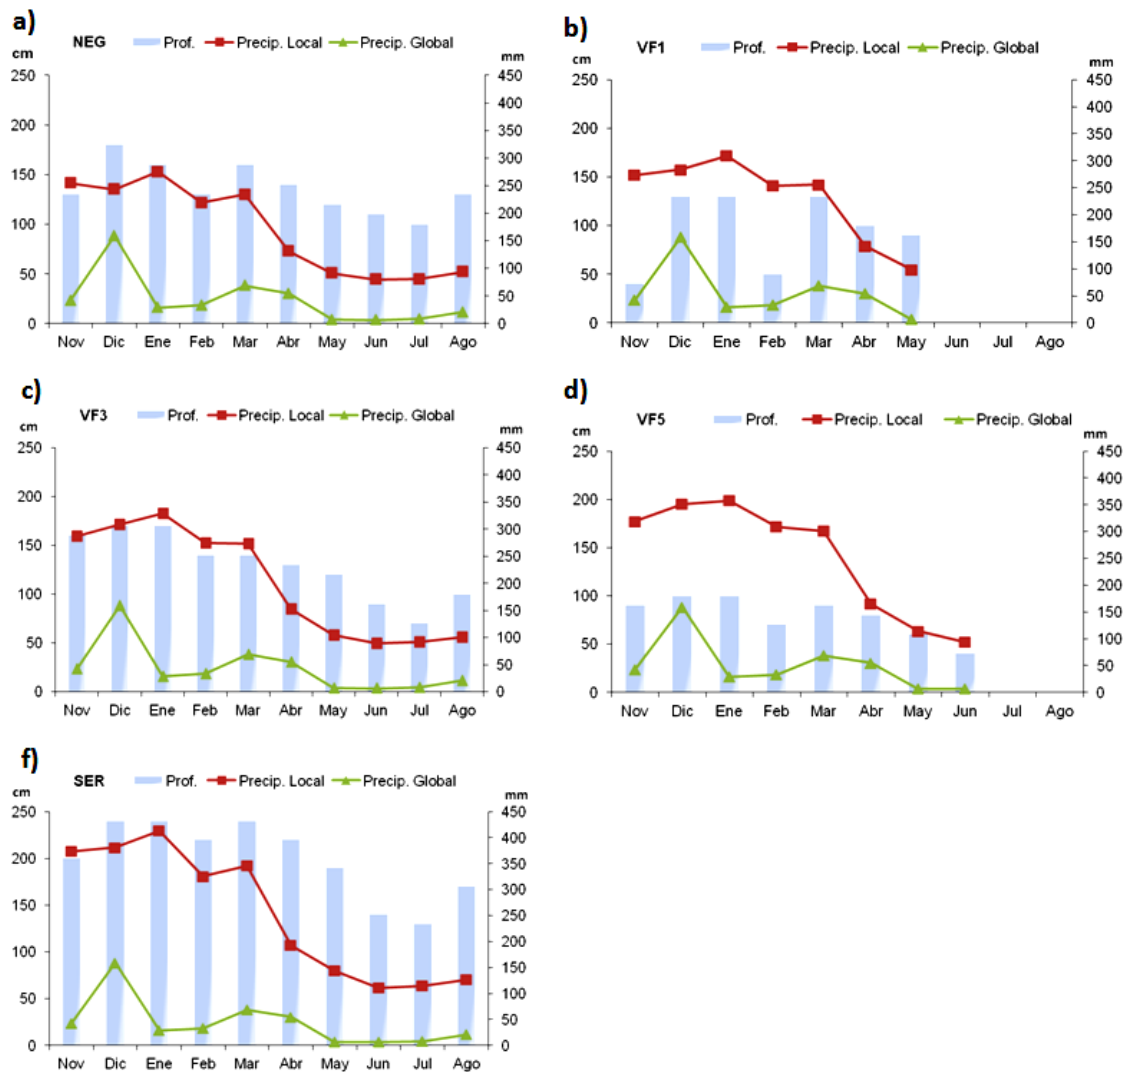 a)
NEG Prof. Precip. Local Precip. Global
cm mm
250 450
400
200 350
300
150 250
100 200
150
50 100
50
0 0
Nov Dic Ene Feb Mar Abr May Jun Jul Ago
b)
VF1 Prof. Precip. Local Precip. Global
cm mm
250 450
400
200 350
300
150 250
100 200
150
50 100
50
0 0
Nov Dic Ene Feb Mar Abr May Jun Jul Ago
c)
VF3 Prof. Precip. Local Precip. Global
cm mm
250 450
400
200 350
300
150 250
100 200
150
50 100
50
0 0
Nov Dic Ene Feb Mar Abr May Jun Jul Ago
d)
VF5 Prof. Precip. Local Precip. Global
cm mm
250 450
400
200 350
300
150 250
100 200
150
50 100
50
0 0
Nov Dic Ene Feb Mar Abr May Jun Jul Ago
f)
SER Prof. Precip. Local Precip. Global
cm mm
250 450
400
200 350
300
150 250
100 200
150
50 100
50
0 0
Nov Dic Ene Feb Mar Abr May Jun Jul Ago